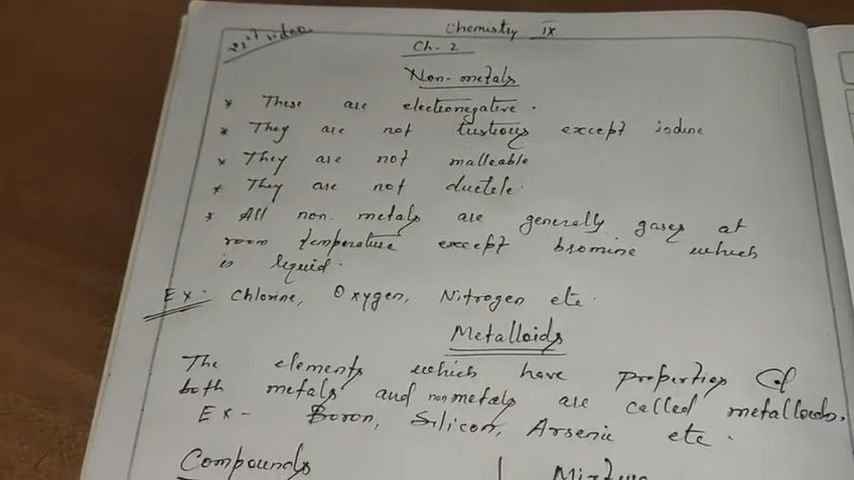 Chemistry IX
Ch. 2
Non-metals
* These are electronegative.
* They are not lustrous except iodine
* They are not malleable
* They are not ductele.
* All non. metals are generally gases at
room temperature except bromine which
is liquid.
Ex. Chlorine, Oxygen, Nitrogen etc.
Metalloids
The elements which have properties of
both metals and nonmetals are called metalloids.
Ex- Boron, Silicon, Arsenic etc.
Compounds